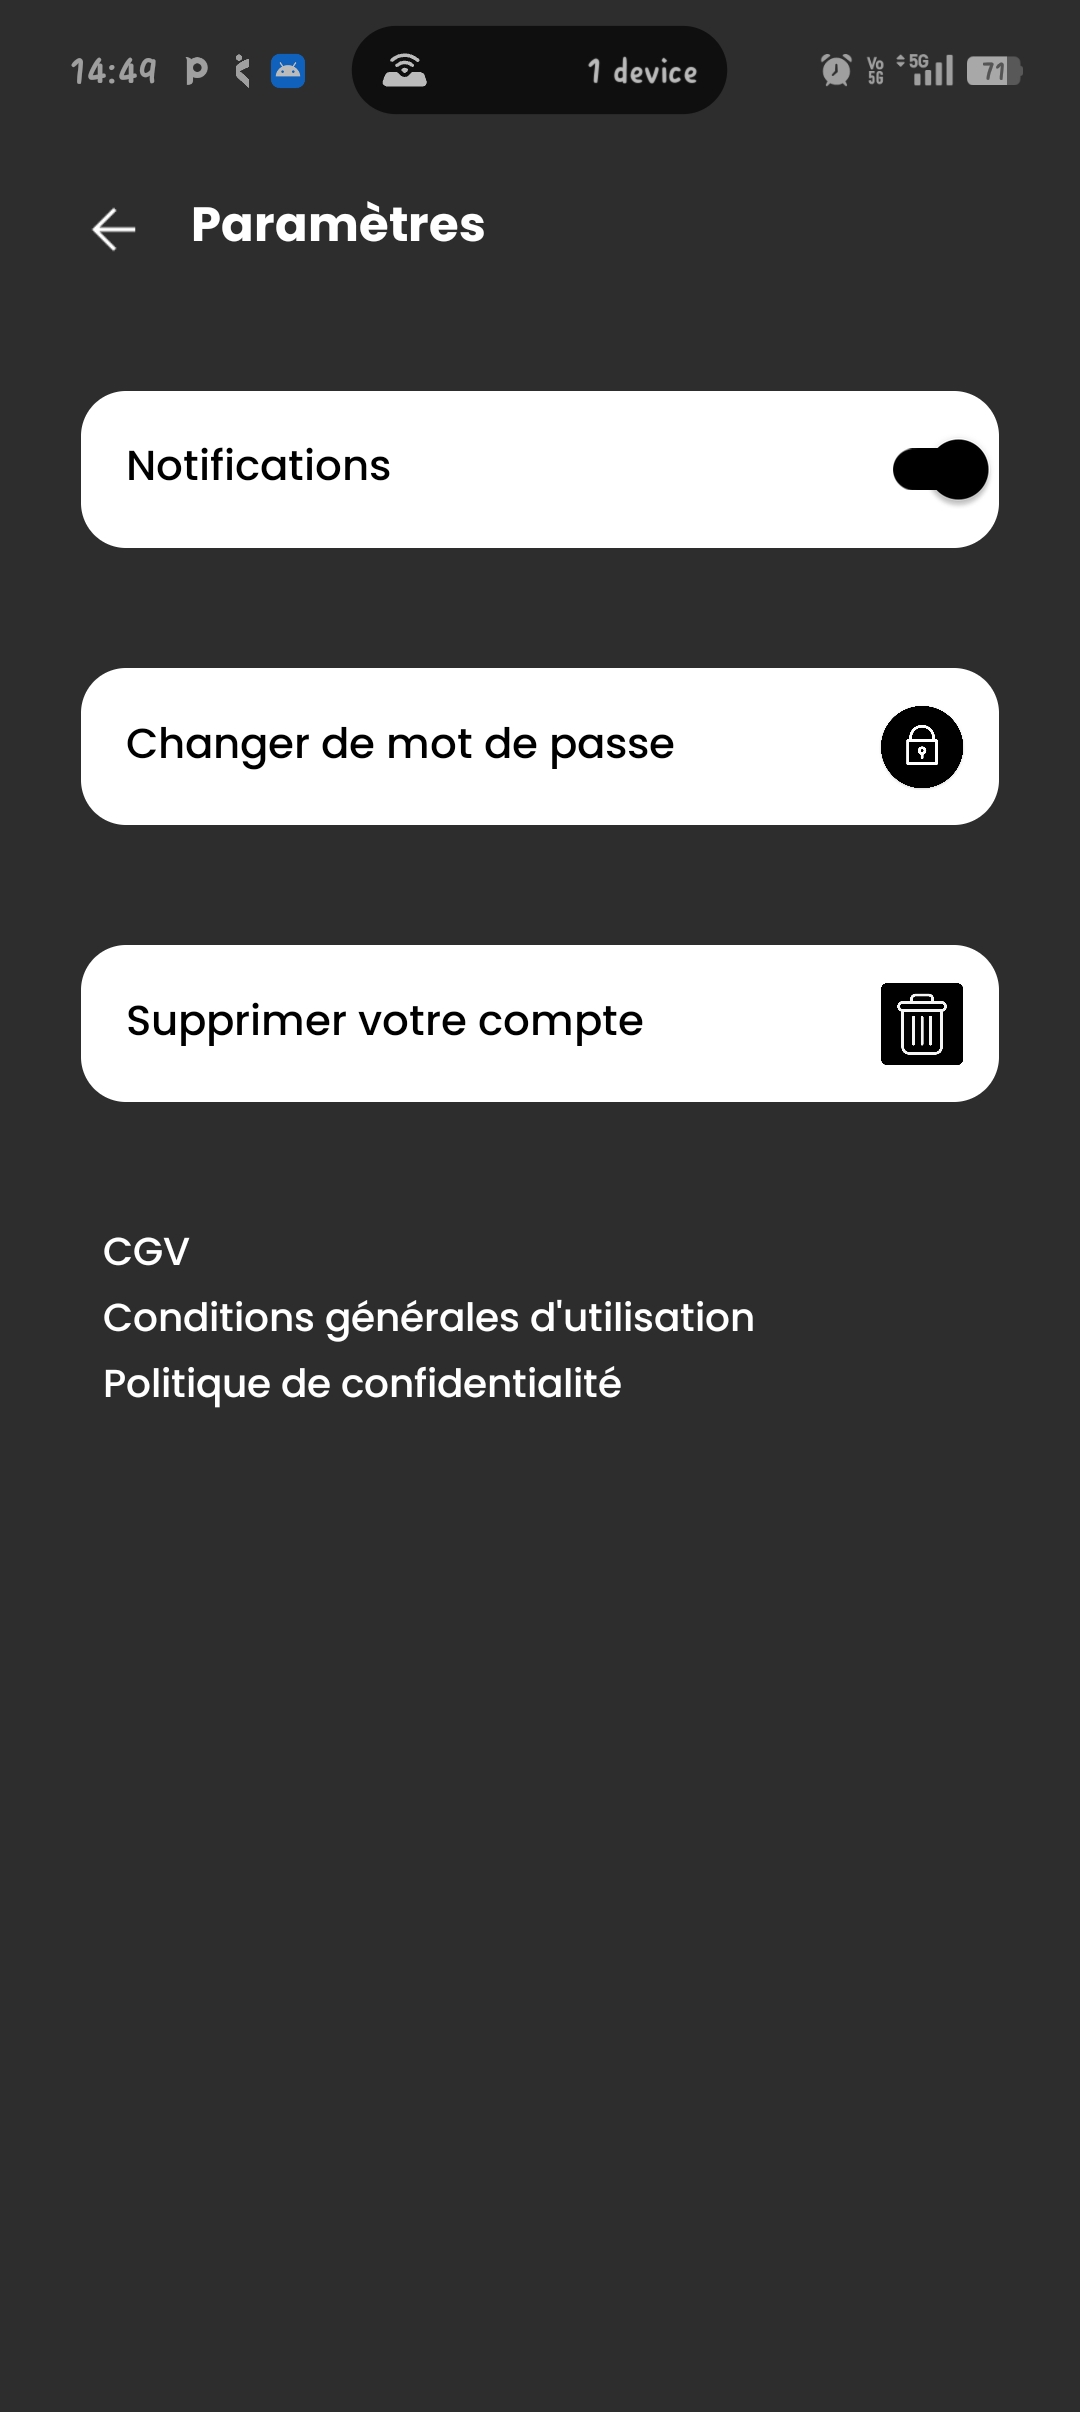 14:49
1 device
Vo 5G
5G
71
Paramètres
Notifications
Changer de mot de passe
Supprimer votre compte
CGV
Conditions générales d'utilisation
Politique de confidentialité